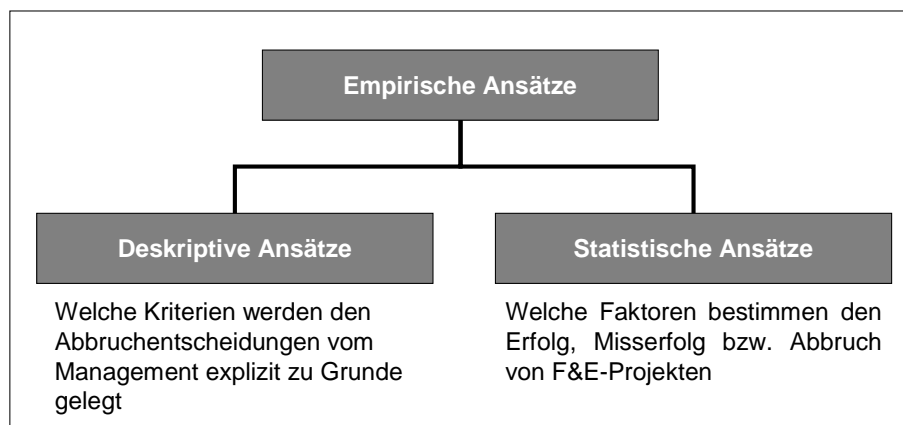 Empirische Ansätze
Deskriptive Ansätze
Welche Kriterien werden den
Abbruchentscheidungen vom
Management explizit zu Grunde
gelegt
Statistische Ansätze
Welche Faktoren bestimmen den
Erfolg, Misserfolg bzw. Abbruch
von F&E-Projekten